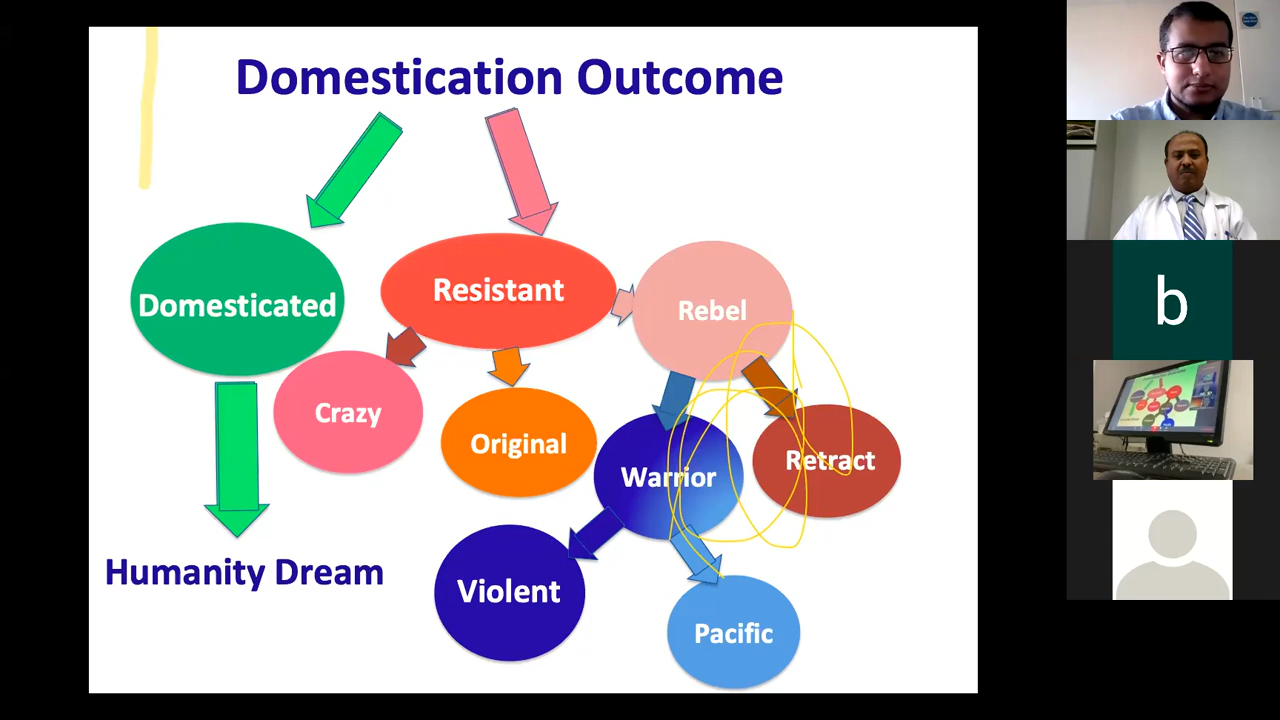 Domestication Outcome
Domesticated
Resistant
Rebel
Crazy
Original
Warrior
Retract
Humanity Dream
Violent
Pacific
b